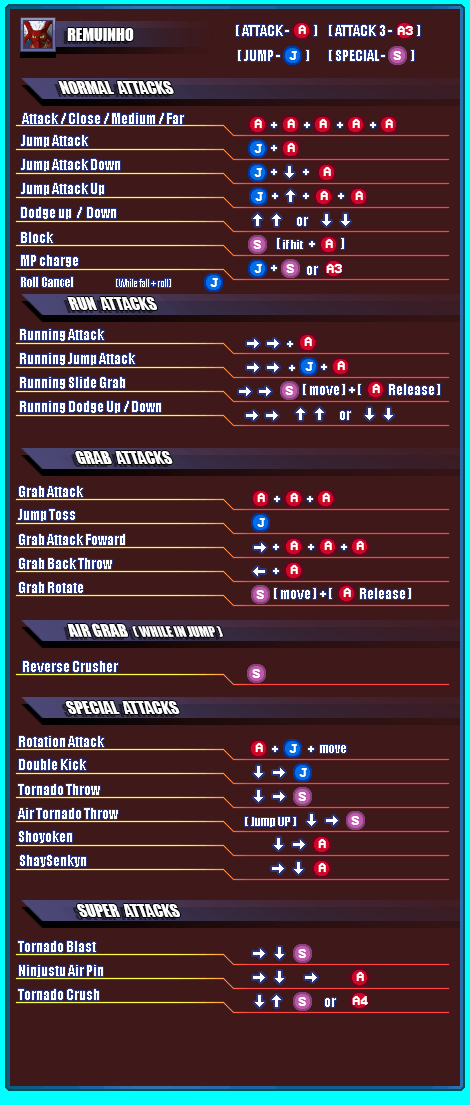 REMUINHO [ ATTACK - A ] [ ATTACK 3 - A3 ]
[ JUMP - J ] [ SPECIAL - S ]
NORMAL ATTACKS
Attack / Close / Medium / Far A + A + A + A + A
Jump Attack J + A
Jump Attack Down J + ↓ + A
Jump Attack Up J + ↑ + A + A
Dodge up / Down ↑ ↑ or ↓ ↓
Block S [ if hit + A ]
MP charge J + S or A3
Roll Cancel [While fall + roll] J
RUN ATTACKS
Running Attack → → + A
Running Jump Attack → → + J + A
Running Slide Grab → → S [ move ] + [ A Release ]
Running Dodge Up / Down → → ↑ ↑ or ↓ ↓
GRAB ATTACKS
Grab Attack A + A + A
Jump Toss J
Grab Attack Foward → + A + A + A
Grab Back Throw ← + A
Grab Rotate S [ move ] + [ A Release ]
AIR GRAB ( WHILE IN JUMP )
Reverse Crusher S
SPECIAL ATTACKS
Rotation Attack A + J + move
Double Kick ↓ → J
Tornado Throw ↓ → S
Air Tornado Throw [ Jump UP ] ↓ → S
Shoyoken ↓ → A
ShaySenkyn → ↓ A
SUPER ATTACKS
Tornado Blast → ↓ S
Ninjustu Air Pin → ↓ → A
Tornado Crush ↓ ↑ S or A4